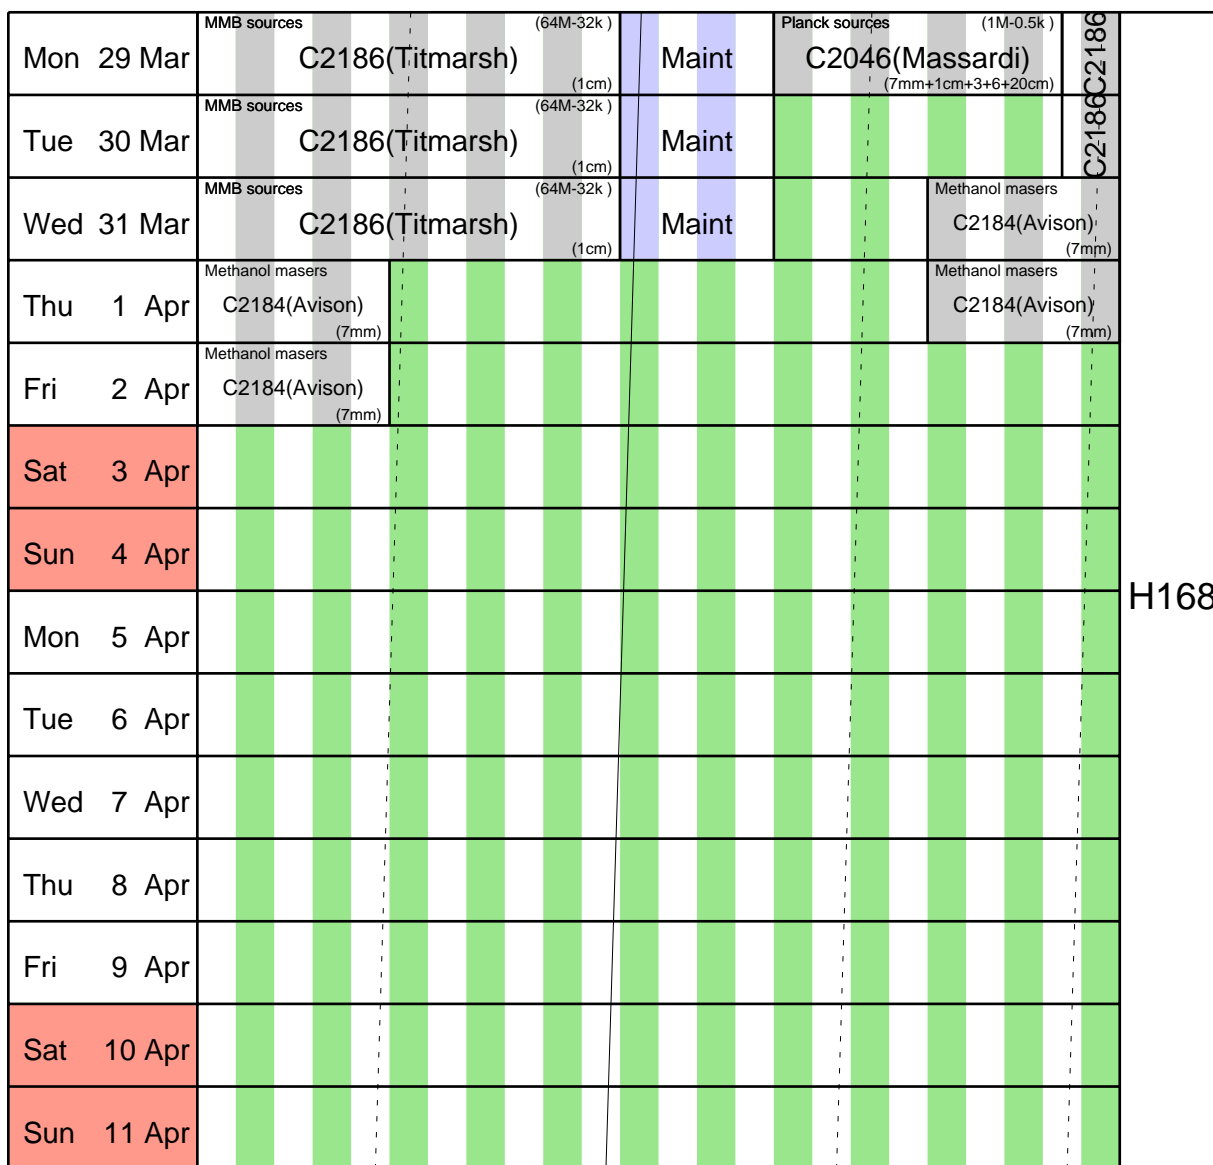 MMB sources (64M-32k ) Planck sources (1M-0.5k )
Mon 29 Mar C2186(Titmarsh) Maint C2046(Massardi) C2186
(1cm) (7mm+1cm+3+6+20cm)
MMB sources (64M-32k )
Tue 30 Mar C2186(Titmarsh) Maint C2186
(1cm)
MMB sources (64M-32k ) Methanol masers
Wed 31 Mar C2186(Titmarsh) Maint C2184(Avison)
(1cm) (7mm)
Methanol masers Methanol masers
Thu 1 Apr C2184(Avison) C2184(Avison)
(7mm) (7mm)
Methanol masers
Fri 2 Apr C2184(Avison)
(7mm)
Sat 3 Apr
Sun 4 Apr
H168
Mon 5 Apr
Tue 6 Apr
Wed 7 Apr
Thu 8 Apr
Fri 9 Apr
Sat 10 Apr
Sun 11 Apr